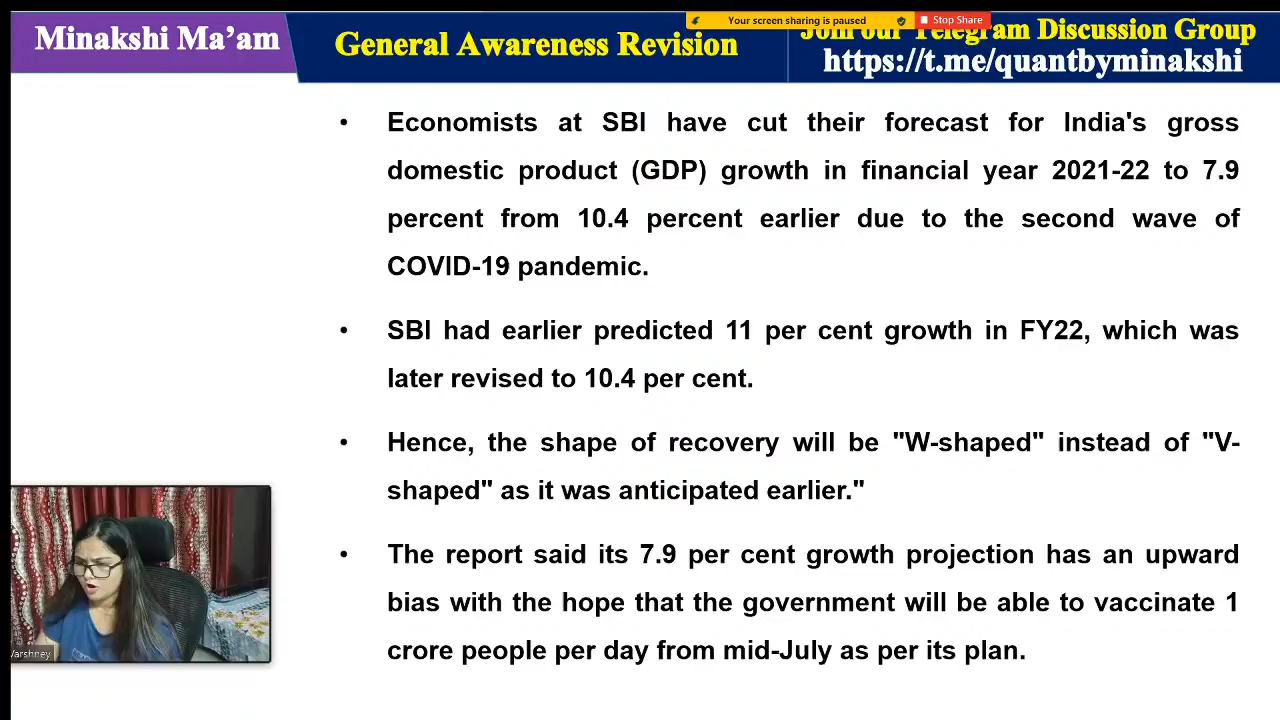 Your screen sharing is paused
Stop Share
Minakshi Ma'am
General Awareness Revision
Join our Telegram Discussion Group
https://t.me/quantbyminakshi
• Economists at SBI have cut their forecast for India's gross
domestic product (GDP) growth in financial year 2021-22 to 7.9
percent from 10.4 percent earlier due to the second wave of
COVID-19 pandemic.
• SBI had earlier predicted 11 per cent growth in FY22, which was
later revised to 10.4 per cent.
• Hence, the shape of recovery will be "W-shaped" instead of "V-
shaped" as it was anticipated earlier."
• The report said its 7.9 per cent growth projection has an upward
bias with the hope that the government will be able to vaccinate 1
crore people per day from mid-July as per its plan.
Varshney